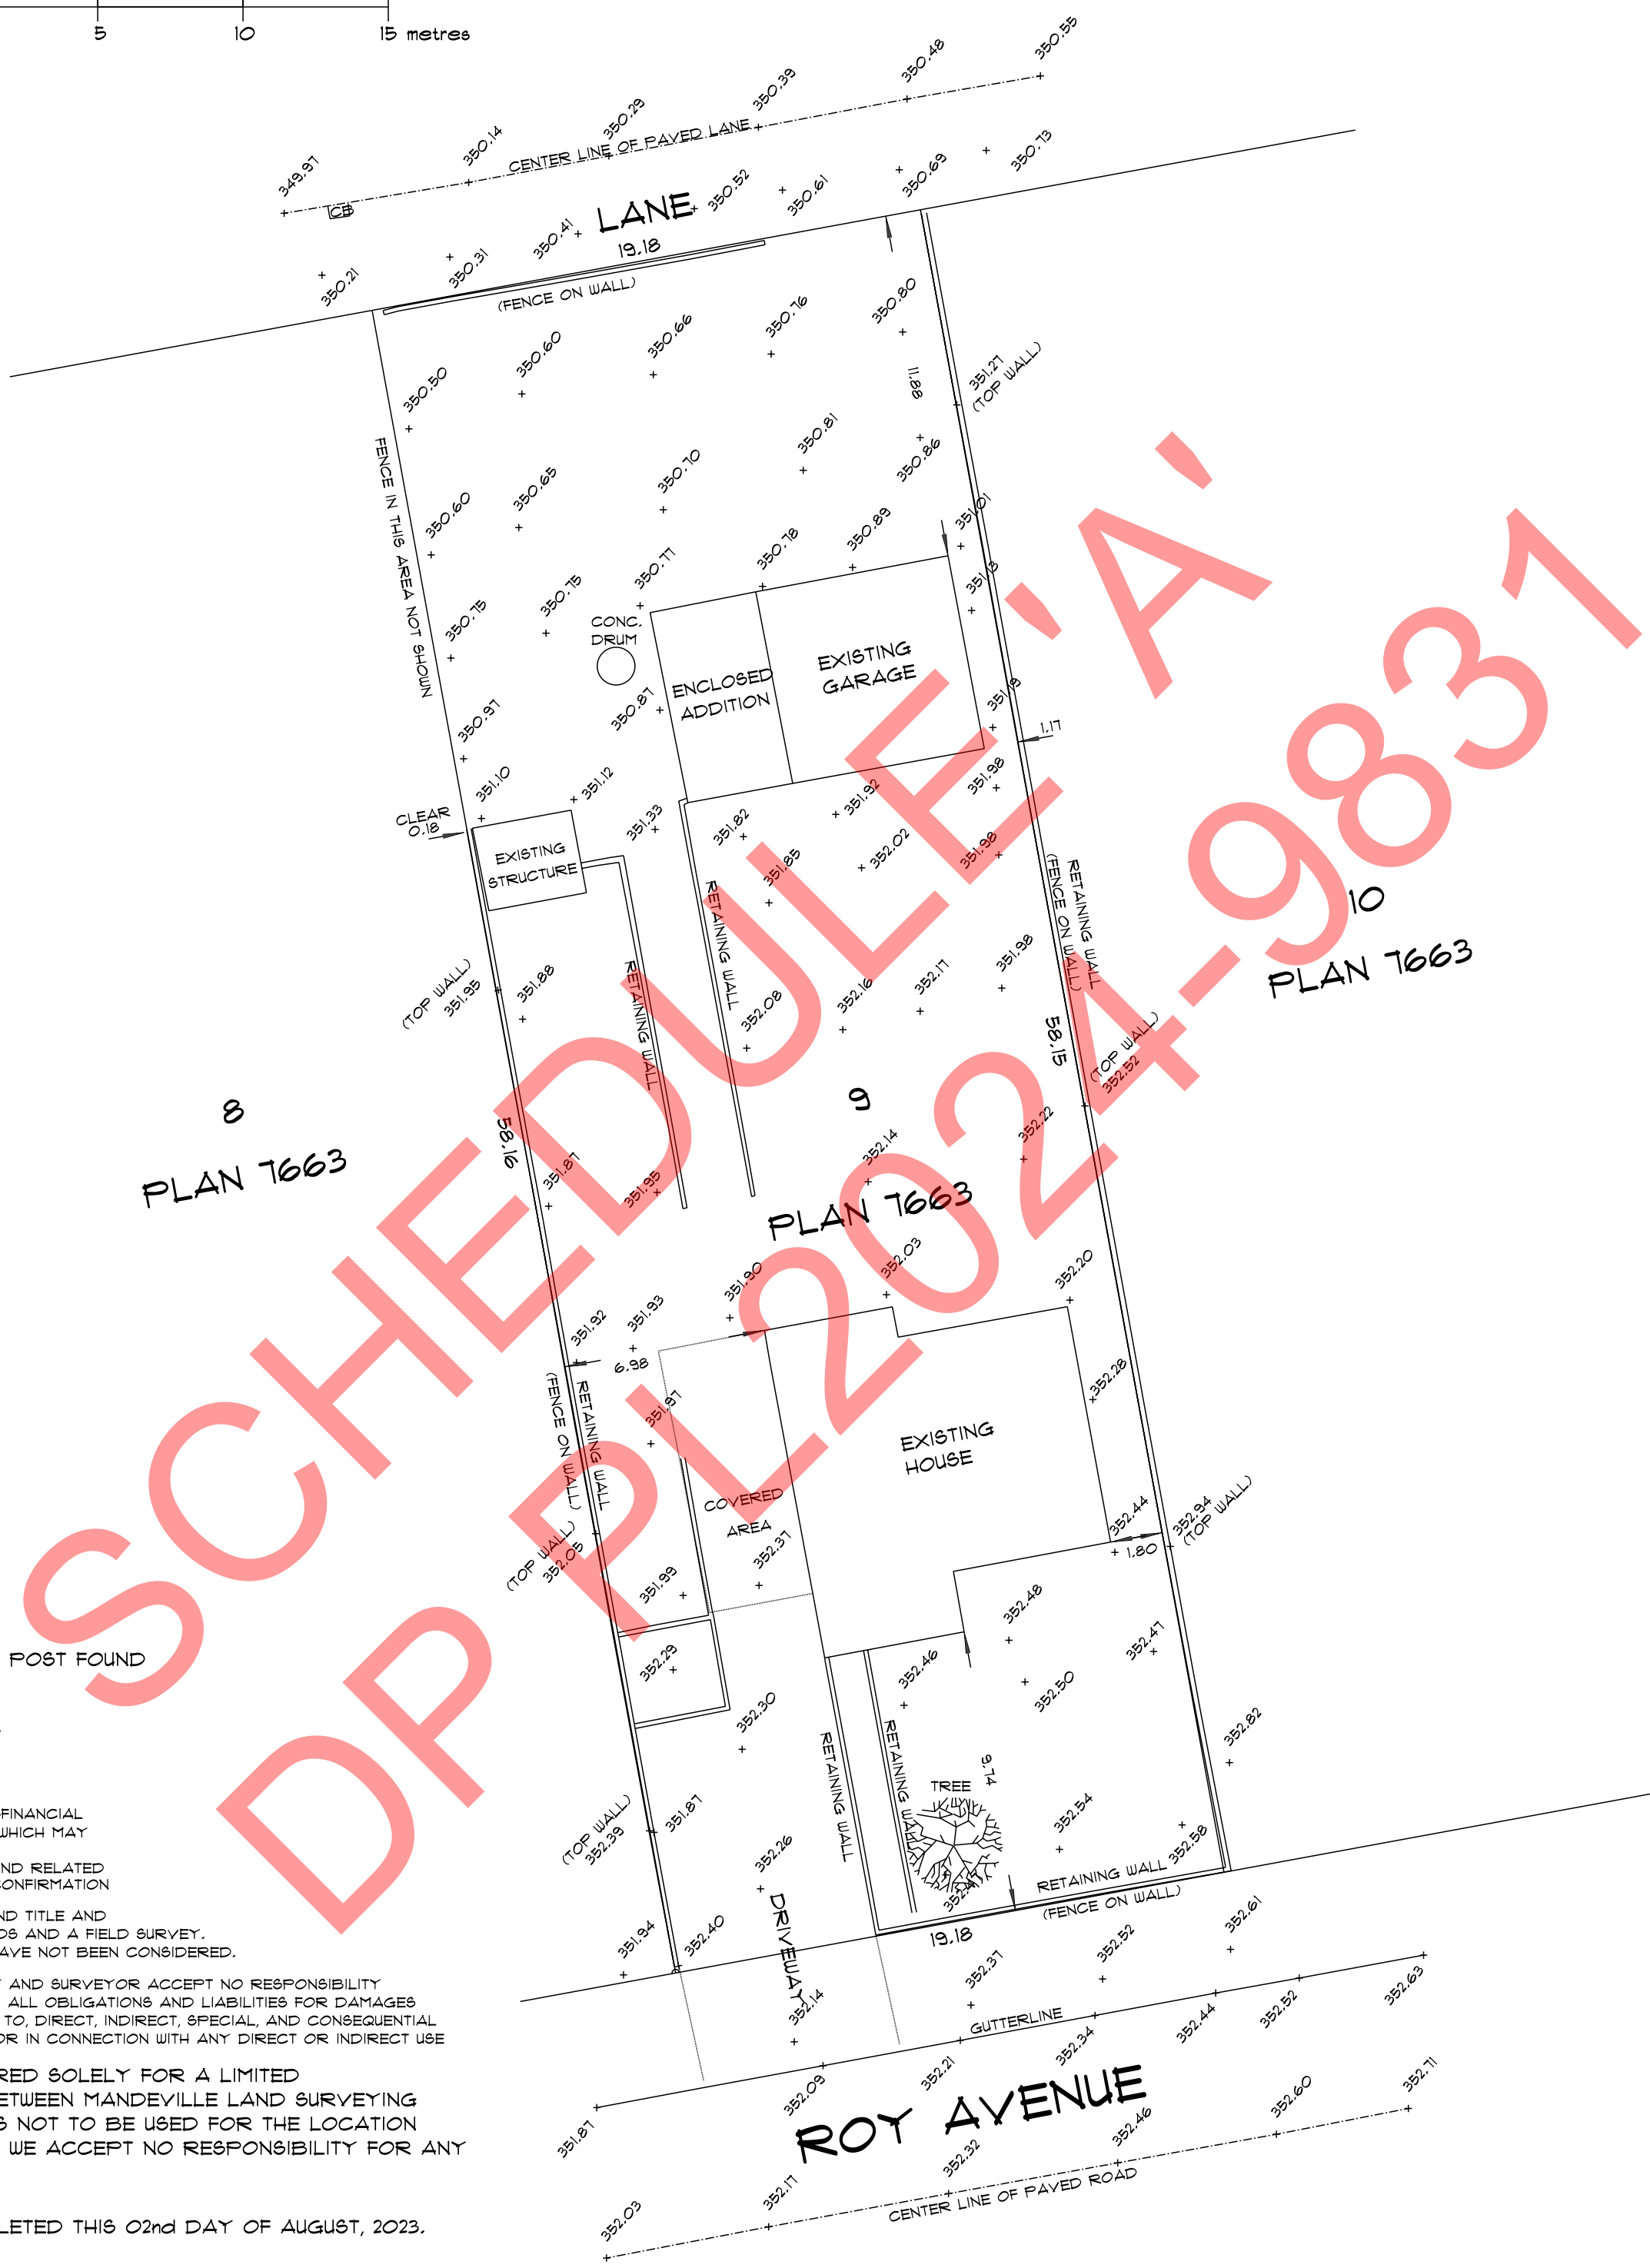 5 10 15 metres
350.55
350.48
350.39
350.29
350.14
349.97
CENTER LINE OF PAVED LANE
CB
LANE
350.73
350.69
350.61
350.52
350.41
350.31
350.21
19.18
(FENCE ON WALL)
350.80
350.76
350.66
350.60
350.50
11.88
351.27
(TOP WALL)
FENCE IN THIS AREA NOT SHOWN
350.86
350.81
350.70
350.65
350.60
351.01
350.89
350.78
350.77
350.75
350.75
351.13
CONC.
DRUM
ENCLOSED
ADDITION
EXISTING
GARAGE
350.87
350.97
351.19
1.17
351.10
351.12
351.33
351.82
351.92
351.98
CLEAR
0.18
EXISTING
STRUCTURE
351.85
352.02
351.98
RETAINING WALL
RETAINING WALL
(FENCE ON WALL)
10
PLAN 7663
(TOP WALL)
351.95
351.88
RETAINING WALL
352.08
352.16
352.17
351.98
58.15
(TOP WALL)
352.52
8
PLAN 7663
58.16
9
PLAN 7663
352.22
352.14
351.87
351.95
352.03
352.20
351.90
351.93
351.92
6.98
352.28
351.97
RETAINING WALL
(FENCE ON WALL)
EXISTING
HOUSE
COVERED
AREA
352.37
(TOP WALL)
352.05
351.99
352.44
1.80
352.94
(TOP WALL)
352.29
352.30
352.46
352.48
352.50
352.47
352.82
RETAINING WALL
RETAINING WALL
9.74
TREE
(TOP WALL)
352.39
351.87
352.26
352.54
352.58
DRIVEWAY
RETAINING WALL
(FENCE ON WALL)
19.18
351.94
352.40
352.37
352.52
352.61
352.14
GUTTERLINE
351.87
352.09
352.21
352.34
352.44
352.52
352.63
ROY AVENUE
352.03
352.17
352.32
352.46
352.60
352.71
CENTER LINE OF PAVED ROAD
POST FOUND
FINANCIAL
WHICH MAY
ND RELATED
ONFIRMATION
ND TITLE AND
DS AND A FIELD SURVEY.
AVE NOT BEEN CONSIDERED.
AND SURVEYOR ACCEPT NO RESPONSIBILITY
ALL OBLIGATIONS AND LIABILITIES FOR DAMAGES
TO, DIRECT, INDIRECT, SPECIAL, AND CONSEQUENTIAL
OR IN CONNECTION WITH ANY DIRECT OR INDIRECT USE
RED SOLELY FOR A LIMITED
ETWEEN MANDEVILLE LAND SURVEYING
S NOT TO BE USED FOR THE LOCATION
WE ACCEPT NO RESPONSIBILITY FOR ANY
LETED THIS 02nd DAY OF AUGUST, 2023.
SCHEDULE 'A'
DP PL2024-9831